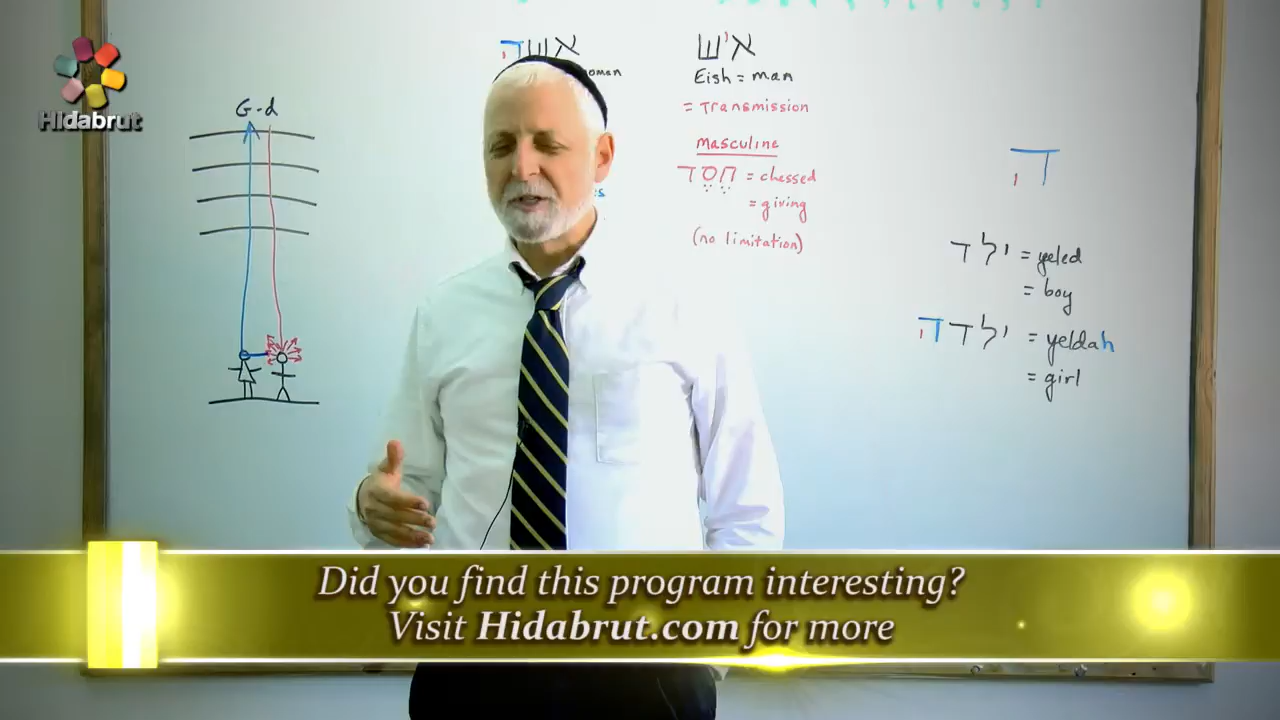 Hidabrut
G-d
אשה
איש
Eish = man
= Transmission
masculine
חסד = chessed
= giving
(no limitation)
ה
ילד = yeled
= boy
ילדה = yeldah
= girl
Did you find this program interesting?
Visit Hidabrut.com for more